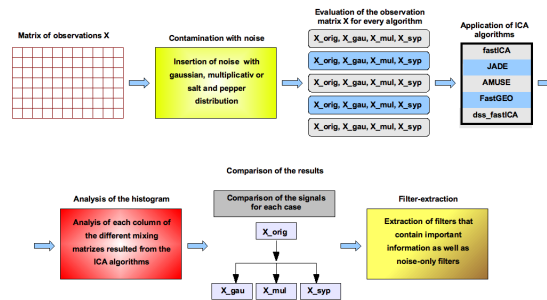 Matrix of observations X
Contamination with noise
Insertion of noise with
gaussian, multiplicativ or
salt and pepper
distribution
Evaluation of the observation
matrix X for every algorithm
X_orig, X_gau, X_mul, X_syp
X_orig, X_gau, X_mul, X_syp
X_orig, X_gau, X_mul, X_syp
X_orig, X_gau, X_mul, X_syp
X_orig, X_gau, X_mul, X_syp
Application of ICA
algorithms
fastICA
JADE
AMUSE
FastGEO
dss_fastICA
Analysis of the histogram
Analysis of each column of
the different mixing
matrizes resulted from the
ICA algorithms
Comparison of the results
Comparison of the signals
for each case
X_orig
X_gau
X_mul
X_syp
Filter-extraction
Extraction of filters that
contain important
information as well as
noise-only filters